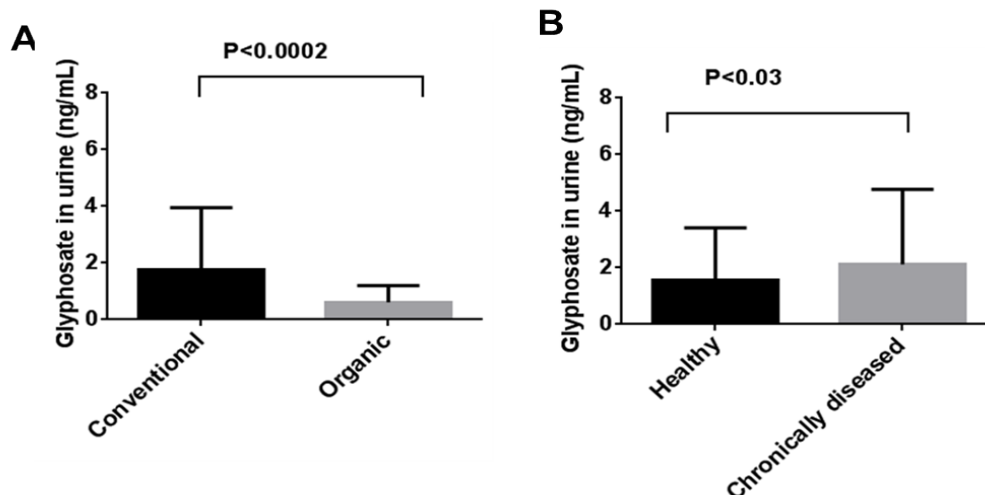 A
P<0.0002
Glyphosate in urine (ng/mL)
8
6
4
2
0
Conventional
Organic
B
P<0.03
Glyphosate in urine (ng/mL)
8
6
4
2
0
Healthy
Chronically diseased